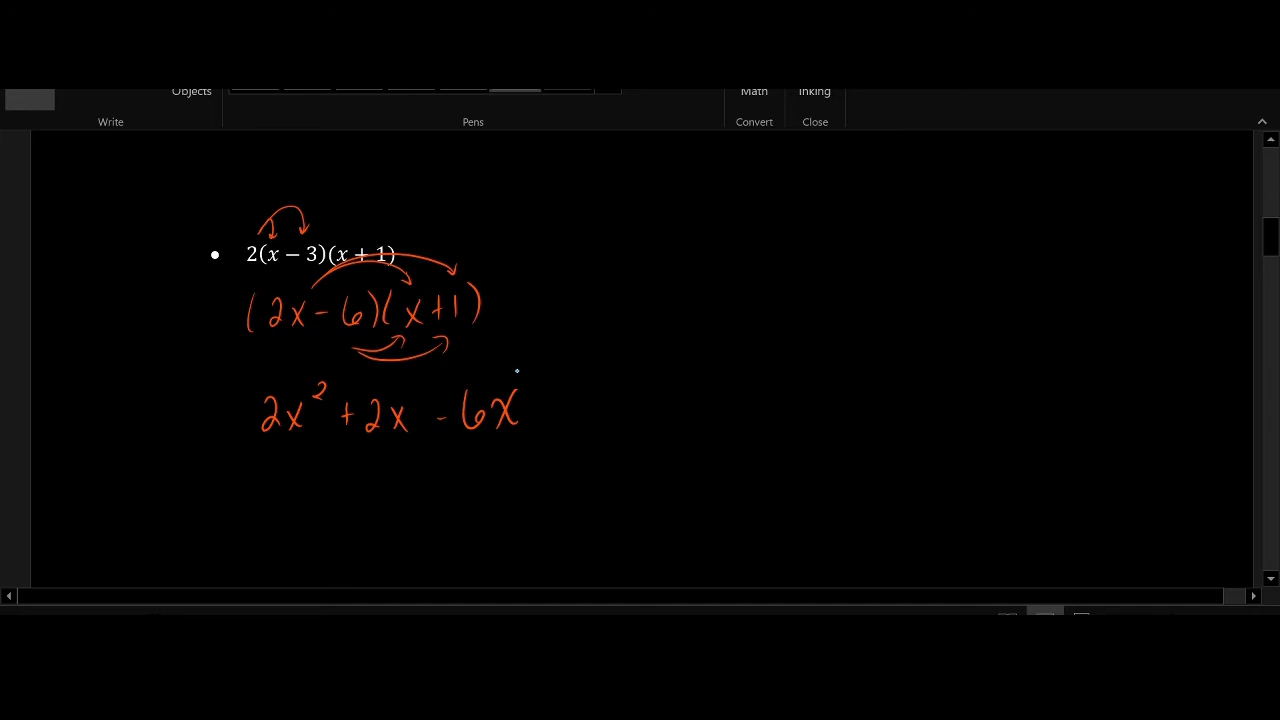 Objects Math Inking
Write Pens Convert Close
• 2(x − 3)(x + 1)
(2x − 6)(x + 1)
2x² + 2x − 6x